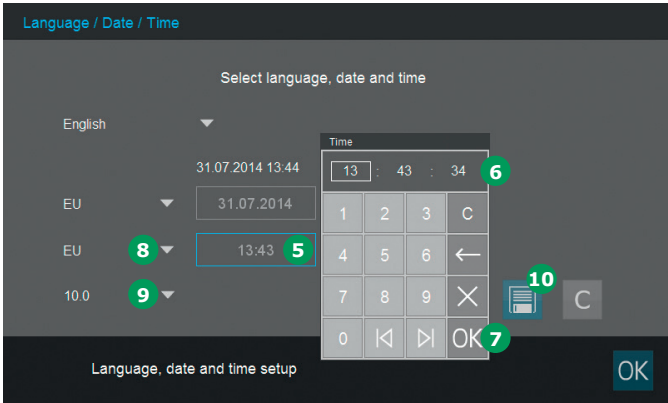 Language / Date / Time
Select language, date and time
English
Time
31.07.2014 13:44
13 : 43 : 34 6
EU 31.07.2014
1 2 3 C
EU 8 13:43 5
4 5 6
10.0 9
7 8 9
10
C
0 OK 7
Language, date and time setup
OK